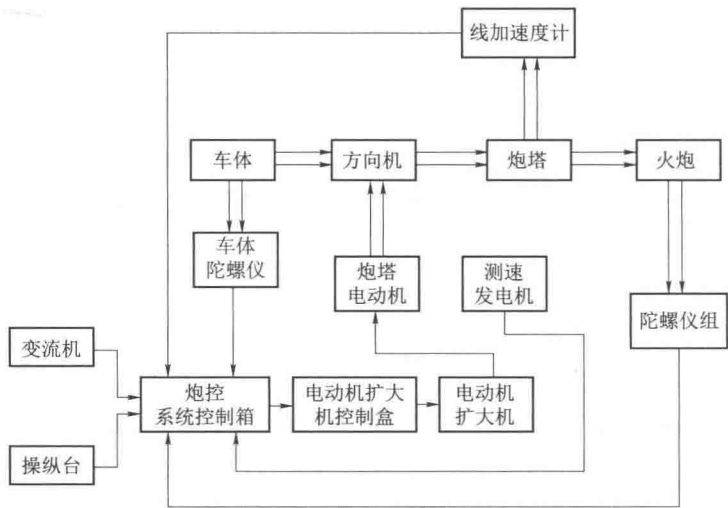 线加速度计
车体
方向机
炮塔
火炮
车体
陀螺仪
炮塔
电动机
测速
发电机
陀螺仪组
变流机
炮控
系统控制箱
电动机扩大
机控制盒
电动机
扩大机
操纵台